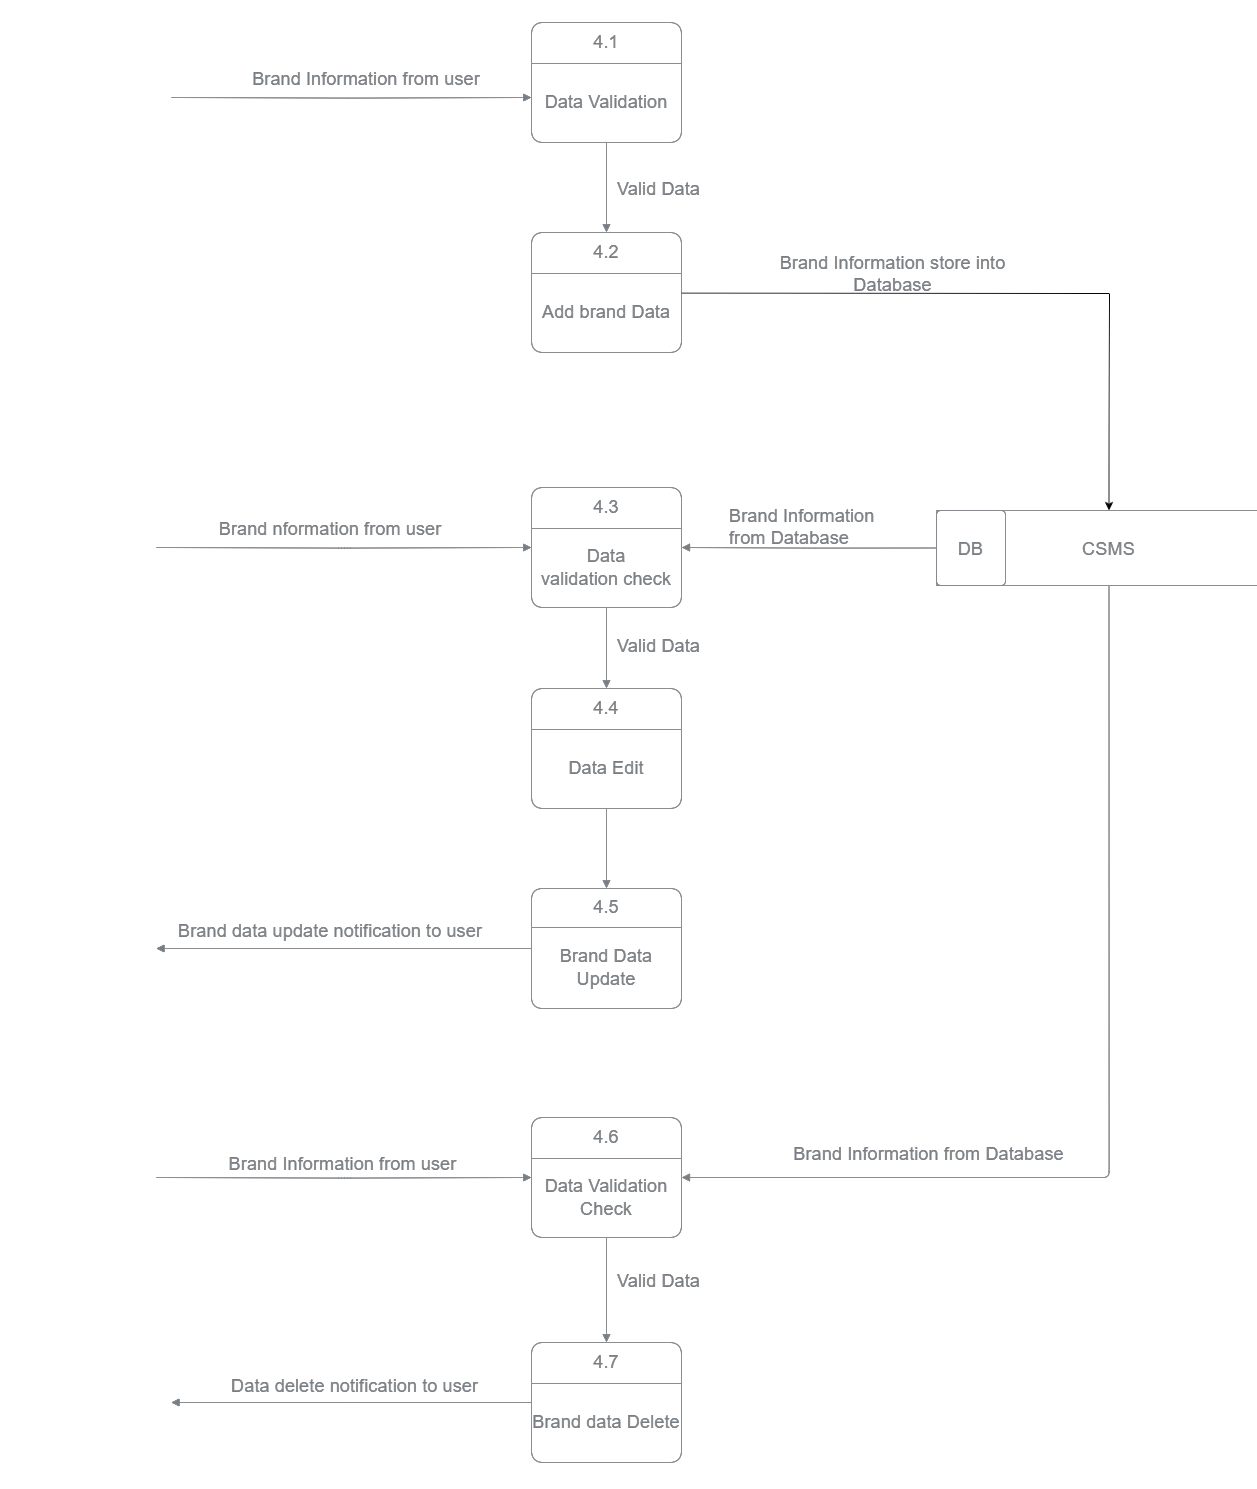 4.1
Brand Information from user
Data Validation
Valid Data
4.2
Brand Information store into
Database
Add brand Data
4.3
Brand nformation from user
Data
validation check
Brand Information
from Database
DB
CSMS
Valid Data
4.4
Data Edit
4.5
Brand data update notification to user
Brand Data
Update
4.6
Brand Information from user
Data Validation
Check
Brand Information from Database
Valid Data
4.7
Data delete notification to user
Brand data Delete